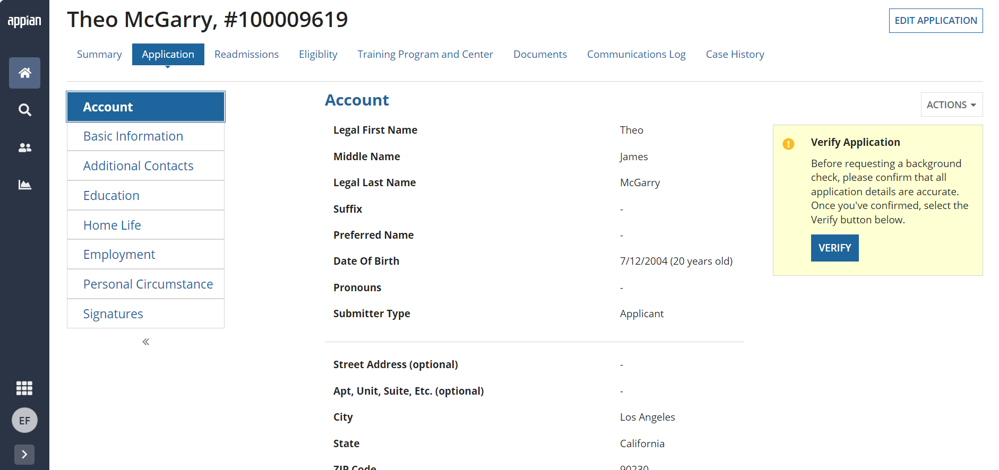 appian
Theo McGarry, #100009619
EDIT APPLICATION
Summary
Application
Readmissions
Eligiblity
Training Program and Center
Documents
Communications Log
Case History
Account
Basic Information
Additional Contacts
Education
Home Life
Employment
Personal Circumstance
Signatures
«
EF
Account
Legal First Name Theo
Middle Name James
Legal Last Name McGarry
Suffix -
Preferred Name -
Date Of Birth 7/12/2004 (20 years old)
Pronouns -
Submitter Type Applicant
Street Address (optional) -
Apt, Unit, Suite, Etc. (optional) -
City Los Angeles
State California
ZIP Code 90230
ACTIONS
Verify Application
Before requesting a background
check, please confirm that all
application details are accurate.
Once you've confirmed, select the
Verify button below.
VERIFY